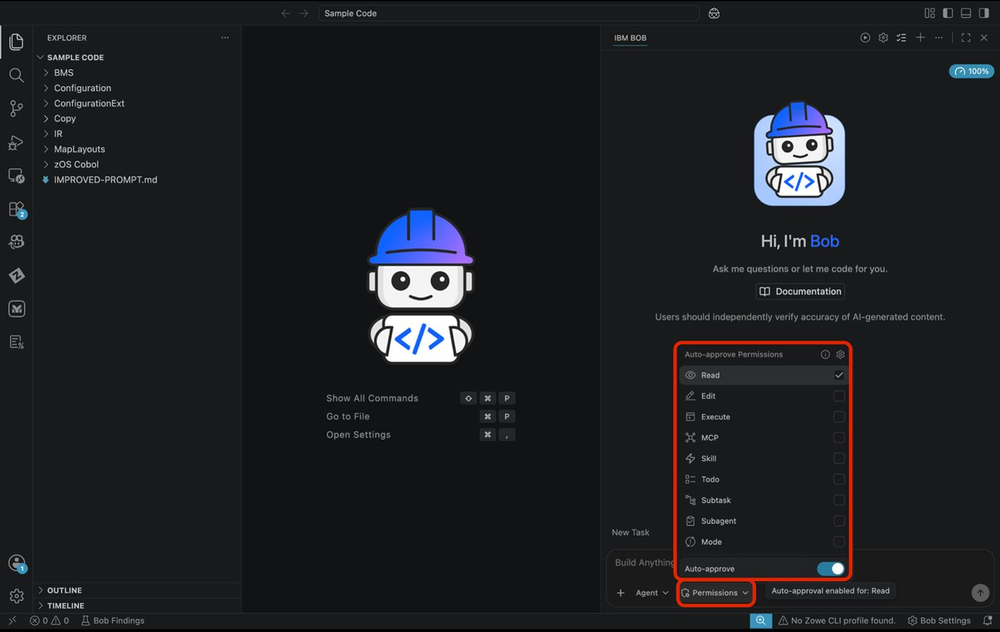 Sample Code
EXPLORER
IBM BOB
SAMPLE CODE
BMS
Configuration
ConfigurationExt
Copy
IR
MapLayouts
zOS Cobol
IMPROVED-PROMPT.md
2
1
OUTLINE
TIMELINE
</>
Show All Commands ⇧ ⌘ P
Go to File ⌘ P
Open Settings ⌘ ,
100%
</>
Hi, I'm Bob
Ask me questions or let me code for you.
Documentation
Users should independently verify accuracy of AI-generated content.
Auto-approve Permissions
Read
Edit
Execute
MCP
Skill
Todo
Subtask
Subagent
Mode
Auto-approve
New Task
Build Anything
Agent
Permissions
Auto-approval enabled for: Read
0 0 Bob Findings
No Zowe CLI profile found. Bob Settings